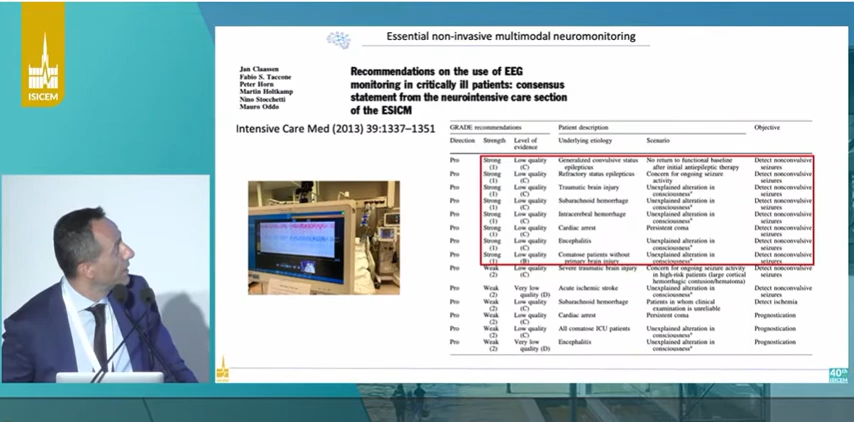 ISICEM
Essential non-invasive multimodal neuromonitoring
Jan Claassen
Fabio S. Taccone
Peter Horn
Martin Holtkamp
Nino Stocchetti
Mauro Oddo
Recommendations on the use of EEG
monitoring in critically ill patients: consensus
statement from the neurointensive care section
of the ESICM
Intensive Care Med (2013) 39:1337–1351
GRADE recommendations Patient description Objective
Direction Strength Level of evidence Underlying etiology Scenario
Pro Strong (1) Low quality (C) Generalized convulsive status epilepticus No return to functional baseline after initial antiepileptic therapy Detect nonconvulsive seizures
Pro Strong (1) Low quality (C) Refractory status epilepticus Concern for ongoing seizure activity Detect nonconvulsive seizures
Pro Strong (1) Low quality (C) Traumatic brain injury Unexplained alteration in consciousnessᵃ Detect nonconvulsive seizures
Pro Strong (1) Low quality (C) Subarachnoid hemorrhage Unexplained alteration in consciousnessᵃ Detect nonconvulsive seizures
Pro Strong (1) Low quality (C) Intracerebral hemorrhage Unexplained alteration in consciousnessᵃ Detect nonconvulsive seizures
Pro Strong (1) Low quality (C) Cardiac arrest Persistent coma Detect nonconvulsive seizures
Pro Strong (1) Low quality (C) Encephalitis Unexplained alteration in consciousnessᵃ Detect nonconvulsive seizures
Pro Strong (1) Low quality (B) Comatose patients without primary brain injury Unexplained alteration in consciousnessᵃ Detect nonconvulsive seizures
Pro Weak (2) Low quality (C) Severe traumatic brain injury Concern for ongoing seizure activity in high-risk patients (large cortical hemorrhagic contusion/hematoma) Detect nonconvulsive seizures
Pro Weak (2) Very low quality (D) Acute ischemic stroke Unexplained alteration in consciousnessᵃ Detect nonconvulsive seizures
Pro Weak (2) Low quality (C) Subarachnoid hemorrhage Patients in whom clinical examination is unreliable Detect ischemia
Pro Weak (2) Low quality (C) Cardiac arrest Persistent coma Prognostication
Pro Weak (2) Low quality (C) All comatose ICU patients Unexplained alteration in consciousnessᵃ Prognostication
Pro Weak (2) Very low quality (D) Encephalitis Unexplained alteration in consciousnessᵃ Prognostication
40th
ISICEM